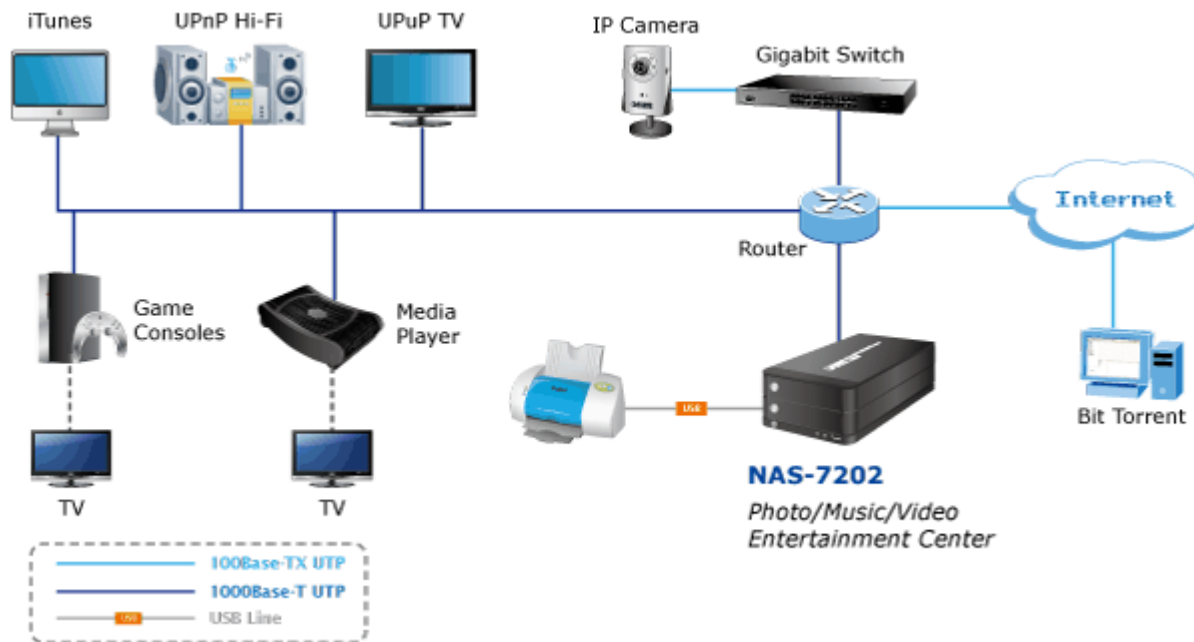 iTunes
UPnP Hi-Fi
UPuP TV
IP Camera
Gigabit Switch
Internet
Router
Game
Consoles
Media
Player
USB
Bit Torrent
TV
TV
NAS-7202
Photo/Music/Video
Entertainment Center
100Base-TX UTP
1000Base-T UTP
USB
USB Line